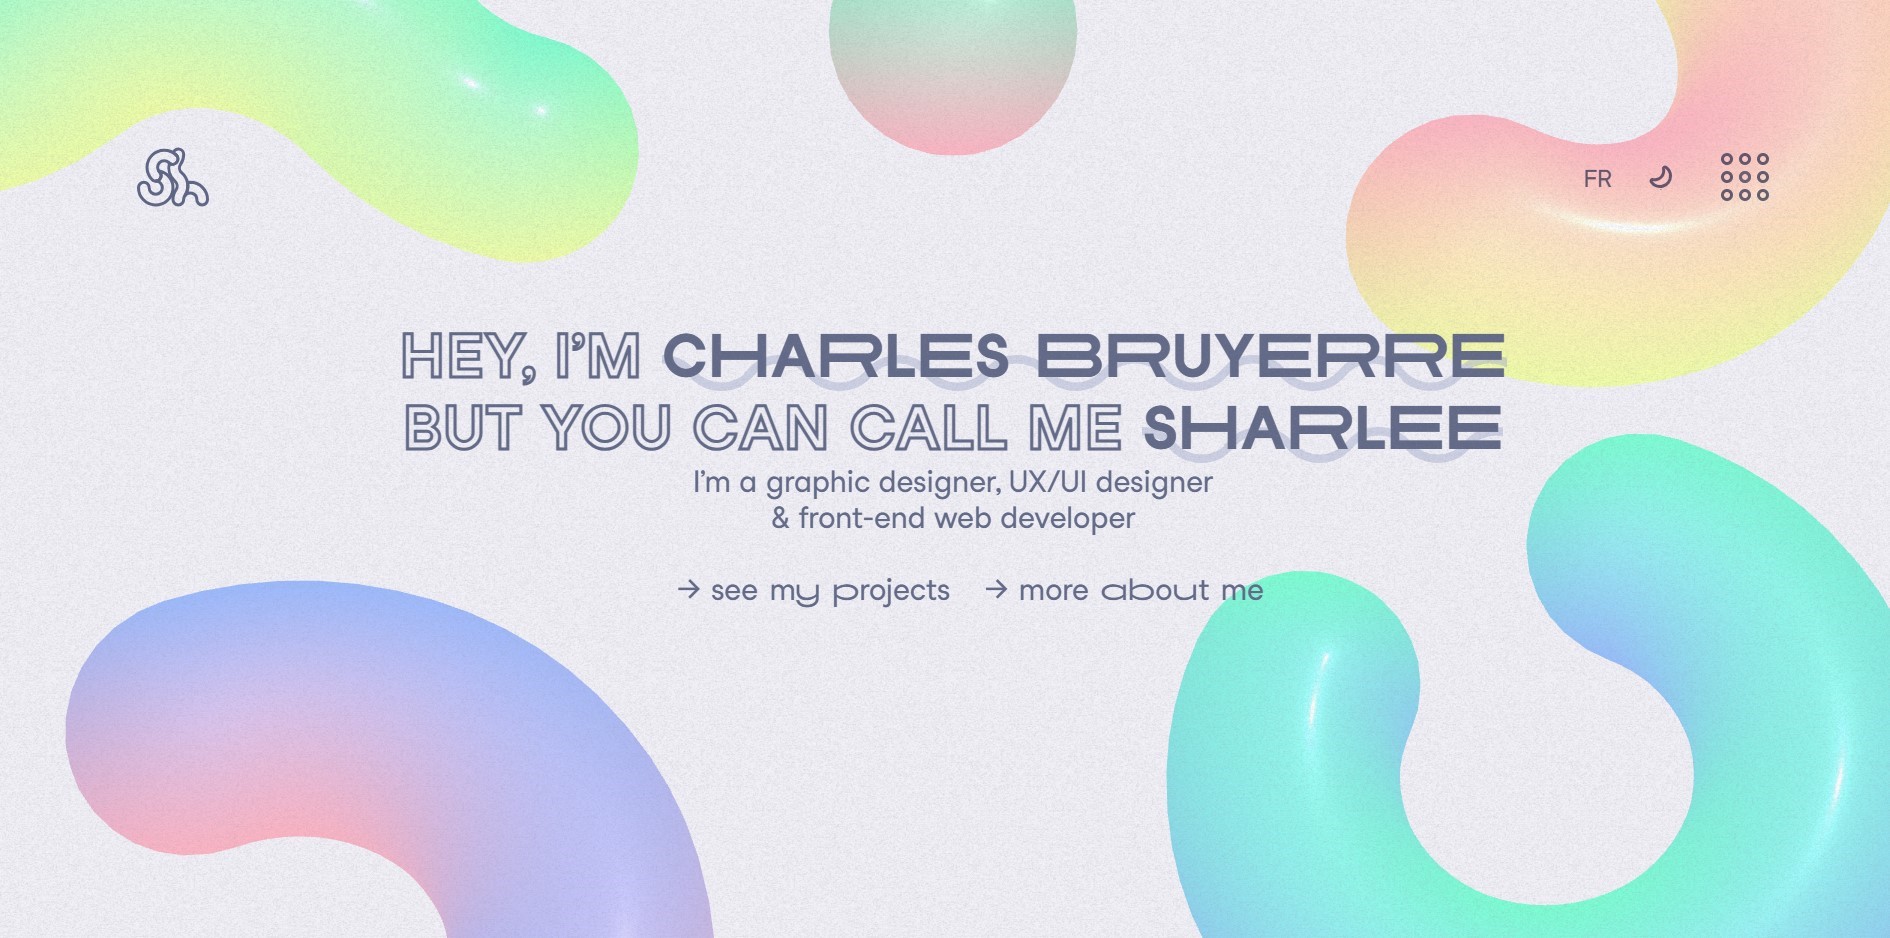 Sh
FR
HEY, I’M CHARLES BRUYERRE
BUT YOU CAN CALL ME SHARLEE
I’m a graphic designer, UX/UI designer
& front-end web developer
→ see my projects → more about me